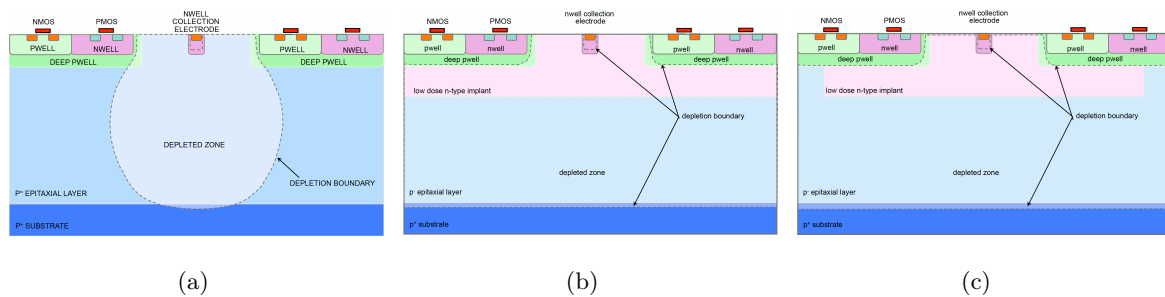 NWELL
COLLECTION
ELECTRODE
NMOS PMOS
PWELL NWELL PWELL NWELL
DEEP PWELL DEEP PWELL
DEPLETED ZONE
DEPLETION BOUNDARY
P⁼ EPITAXIAL LAYER
P⁺ SUBSTRATE
(a)
nwell collection
electrode
NMOS PMOS
pwell nwell pwell nwell
deep pwell deep pwell
low dose n-type implant
depletion boundary
depleted zone
p⁻ epitaxial layer
p⁺ substrate
(b)
nwell collection
electrode
NMOS PMOS
pwell nwell pwell nwell
deep pwell deep pwell
low dose n-type implant
depletion boundary
depleted zone
p⁻ epitaxial layer
p⁺ substrate
(c)